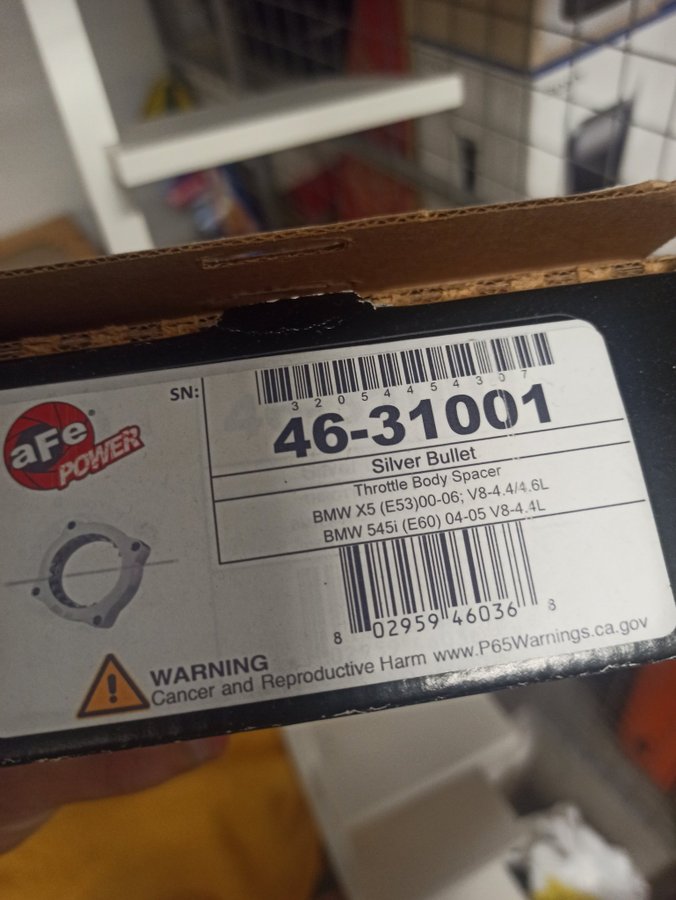 aFe
POWER
SN:
3 2 0 5 4 4 5 4 3 0 7
46-31001
Silver Bullet
Throttle Body Spacer
BMW X5 (E53)00-06; V8-4.4/4.6L
BMW 545i (E60) 04-05 V8-4.4L
8 02959 46036 8
WARNING
Cancer and Reproductive Harm www.P65Warnings.ca.gov